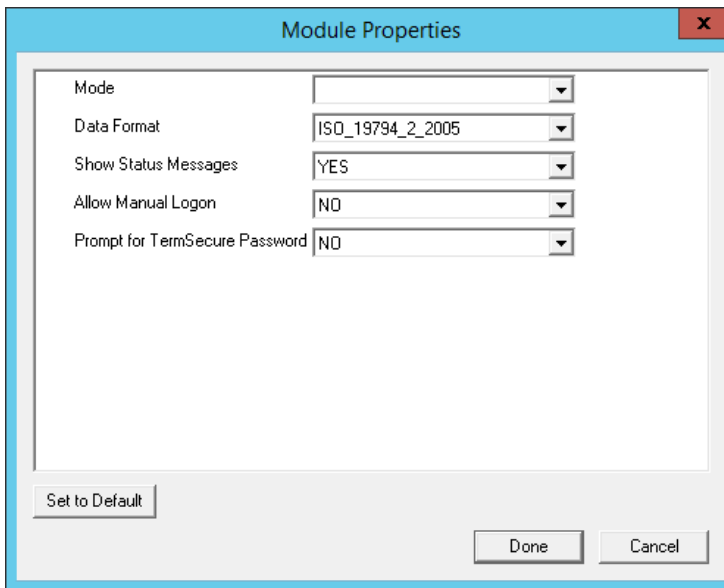 Module Properties
x
Mode
Data Format ISO_19794_2_2005
Show Status Messages YES
Allow Manual Logon NO
Prompt for TermSecure Password NO
Set to Default
Done Cancel